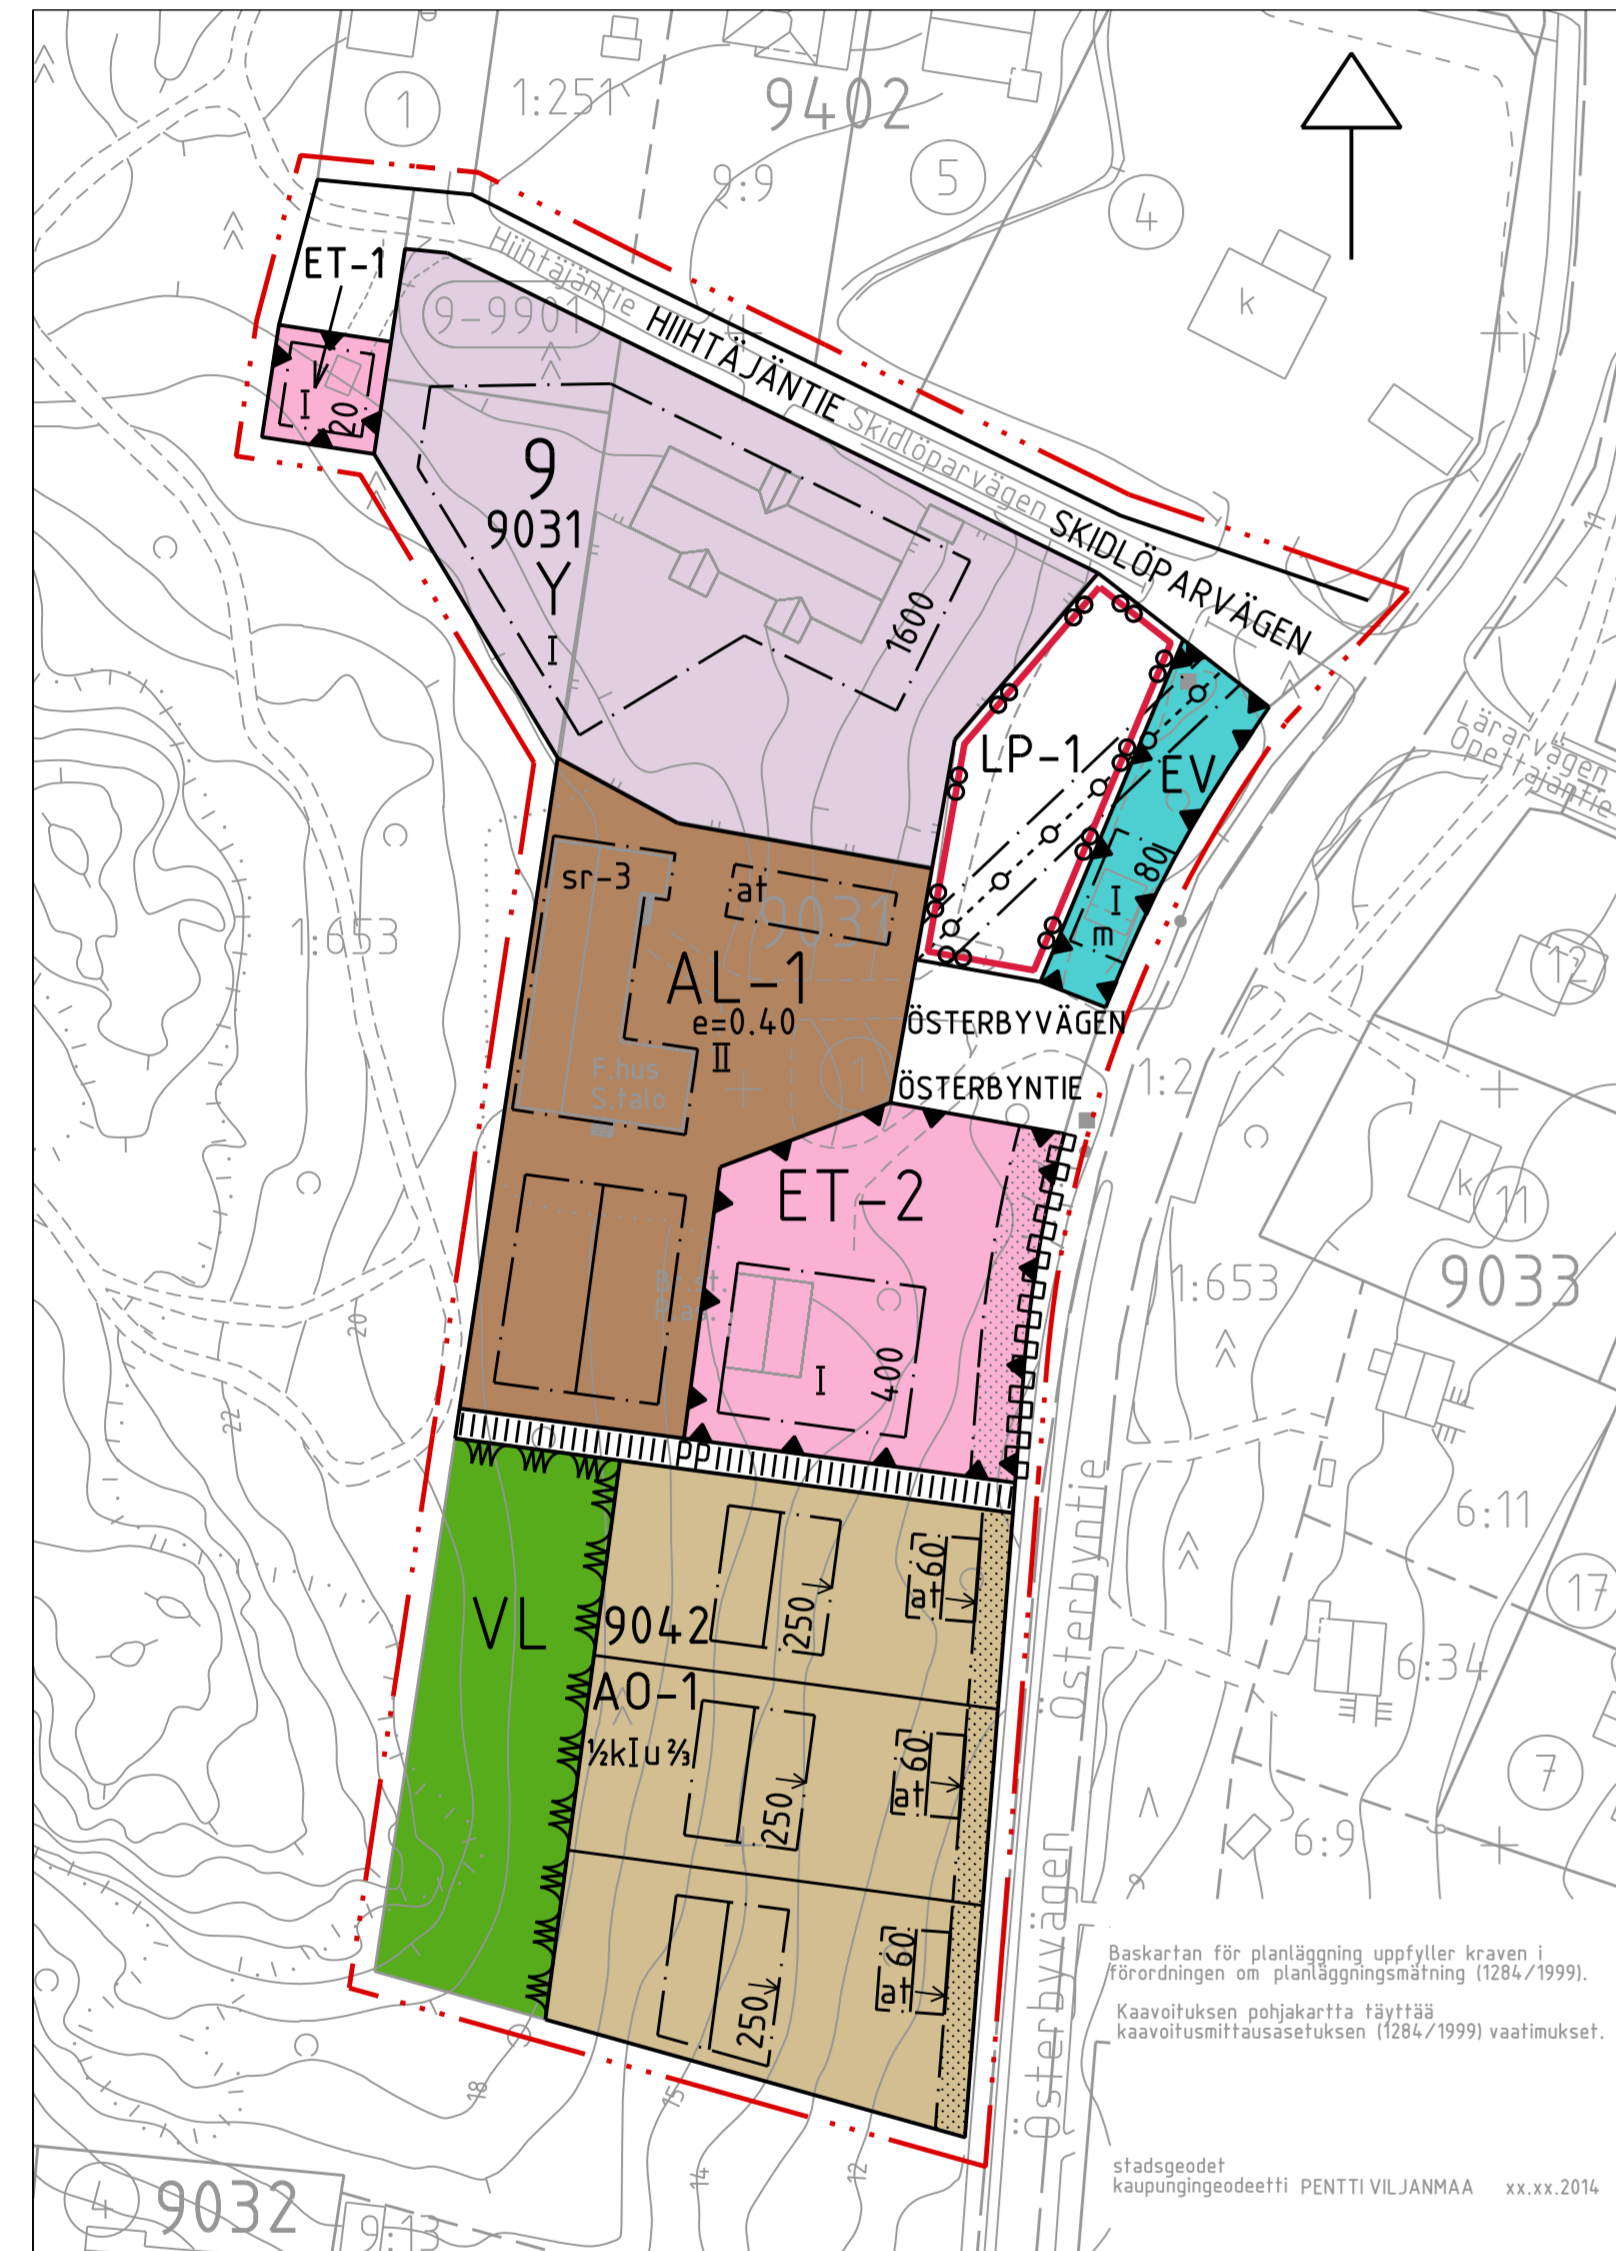 1
1:251
9402
9:9
5
4
k
ET-1
Hiihtäjäntie
9-9901
HIIHTÄJÄNTIE
Skidlöparvägen
SKIDLÖPARVÄGEN
I
20
9
9031
Y
I
1600
11
LP-1
EV
80
I
m
Lärarvägen
Opettajantie
sr-3
at
9031
1:653
AL-1
e=0.40
II
12
ÖSTERBYVÄGEN
ÖSTERBYNTIE
1
1:2
F.hus
S.talo
ET-2
k
11
1:653
9033
I
400
20
22
pp
6:11
17
VL
9042
250
at
60
AO-1
½kIu⅔
250
at
60
6:34
7
6:9
9
250
at
60
Österbyntie
Österbyvägen
Österbyvägen
Baskartan för planläggning uppfyller kraven i
förordningen om planläggningsmätning (1284/1999).
Kaavoituksen pohjakartta täyttää
kaavoitusmittausasetuksen (1284/1999) vaatimukset.
18
15
14
12
stadsgeodet
kaupungingeodeetti PENTTI VILJANMAA xx.xx.2014
4
9032
9:13